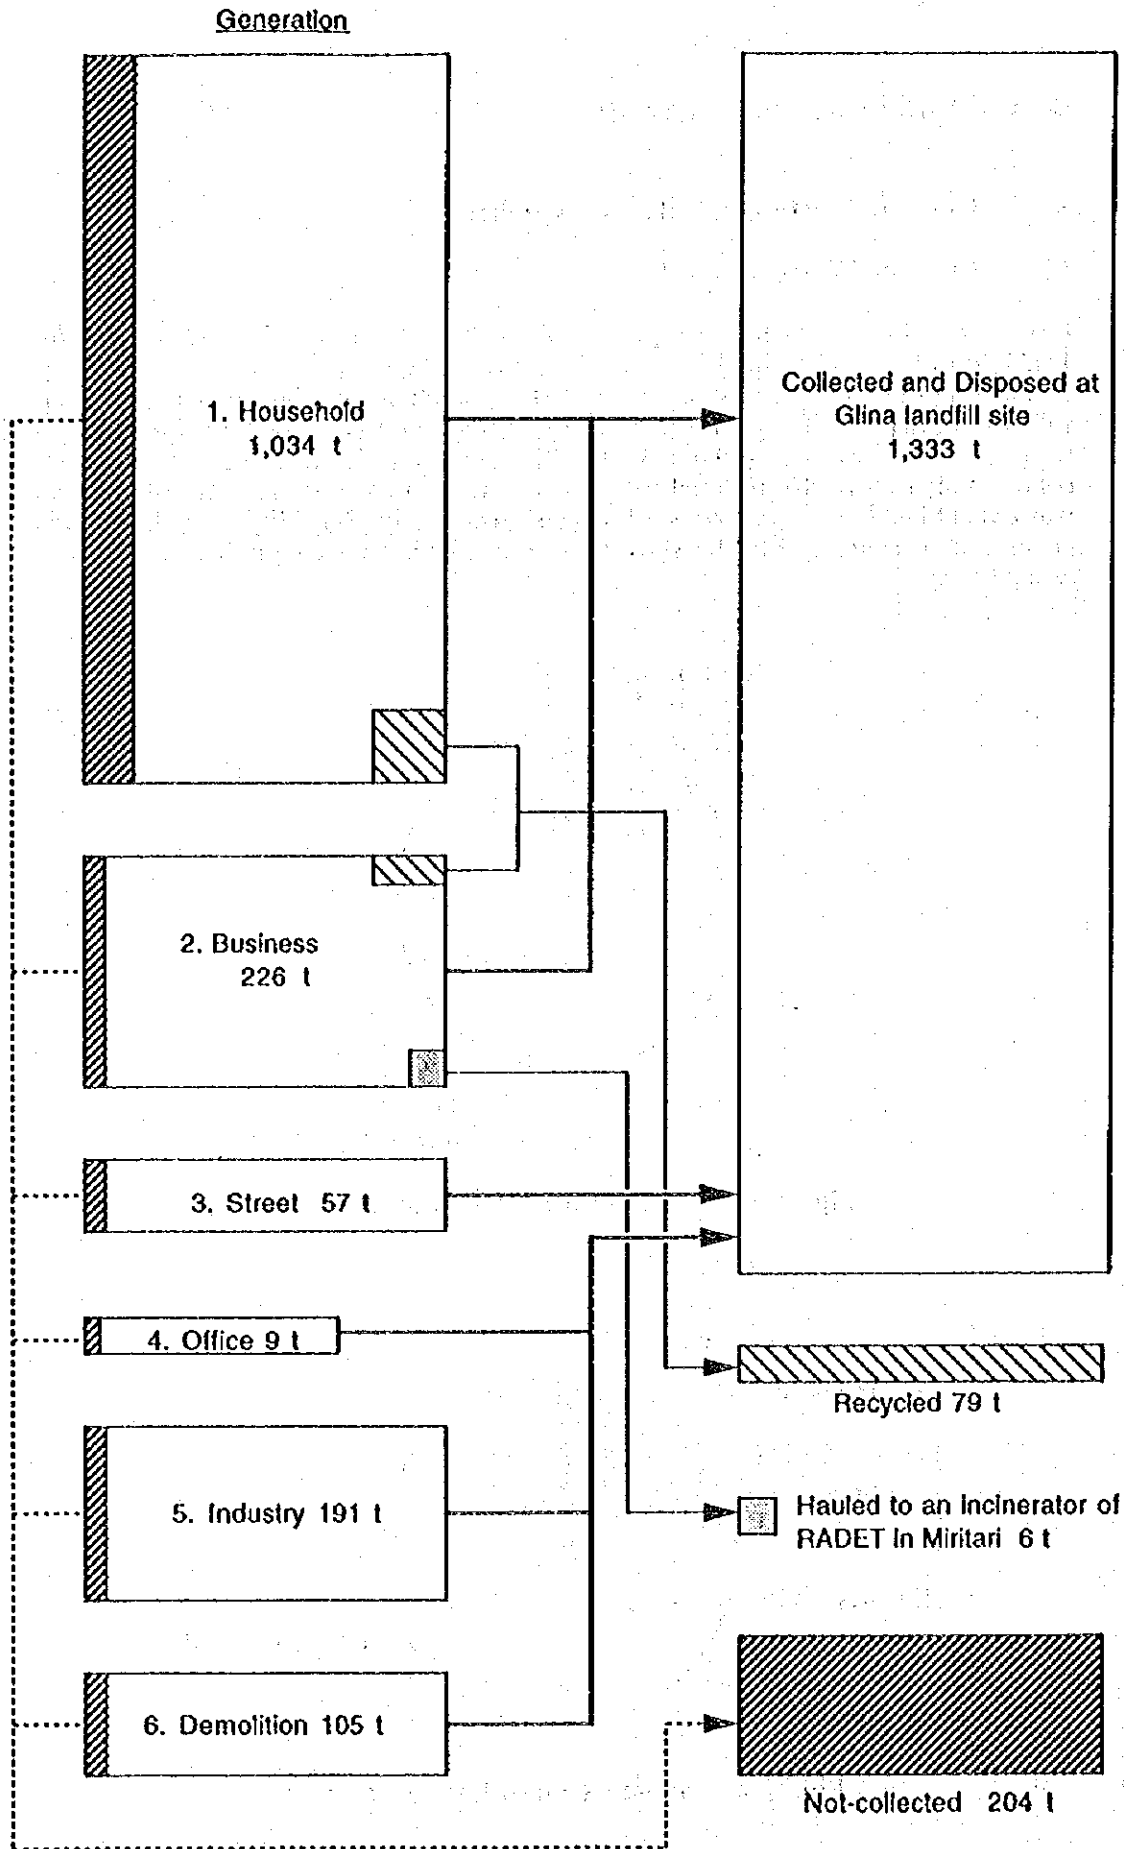 Generation
1. Household
1,034 t
2. Business
226 t
3. Street 57 t
4. Office 9 t
5. Industry 191 t
6. Demolition 105 t
Collected and Disposed at
Glina landfill site
1,333 t
Recycled 79 t
Hauled to an incinerator of
RADET in Miritari 6 t
Not-collected 204 t